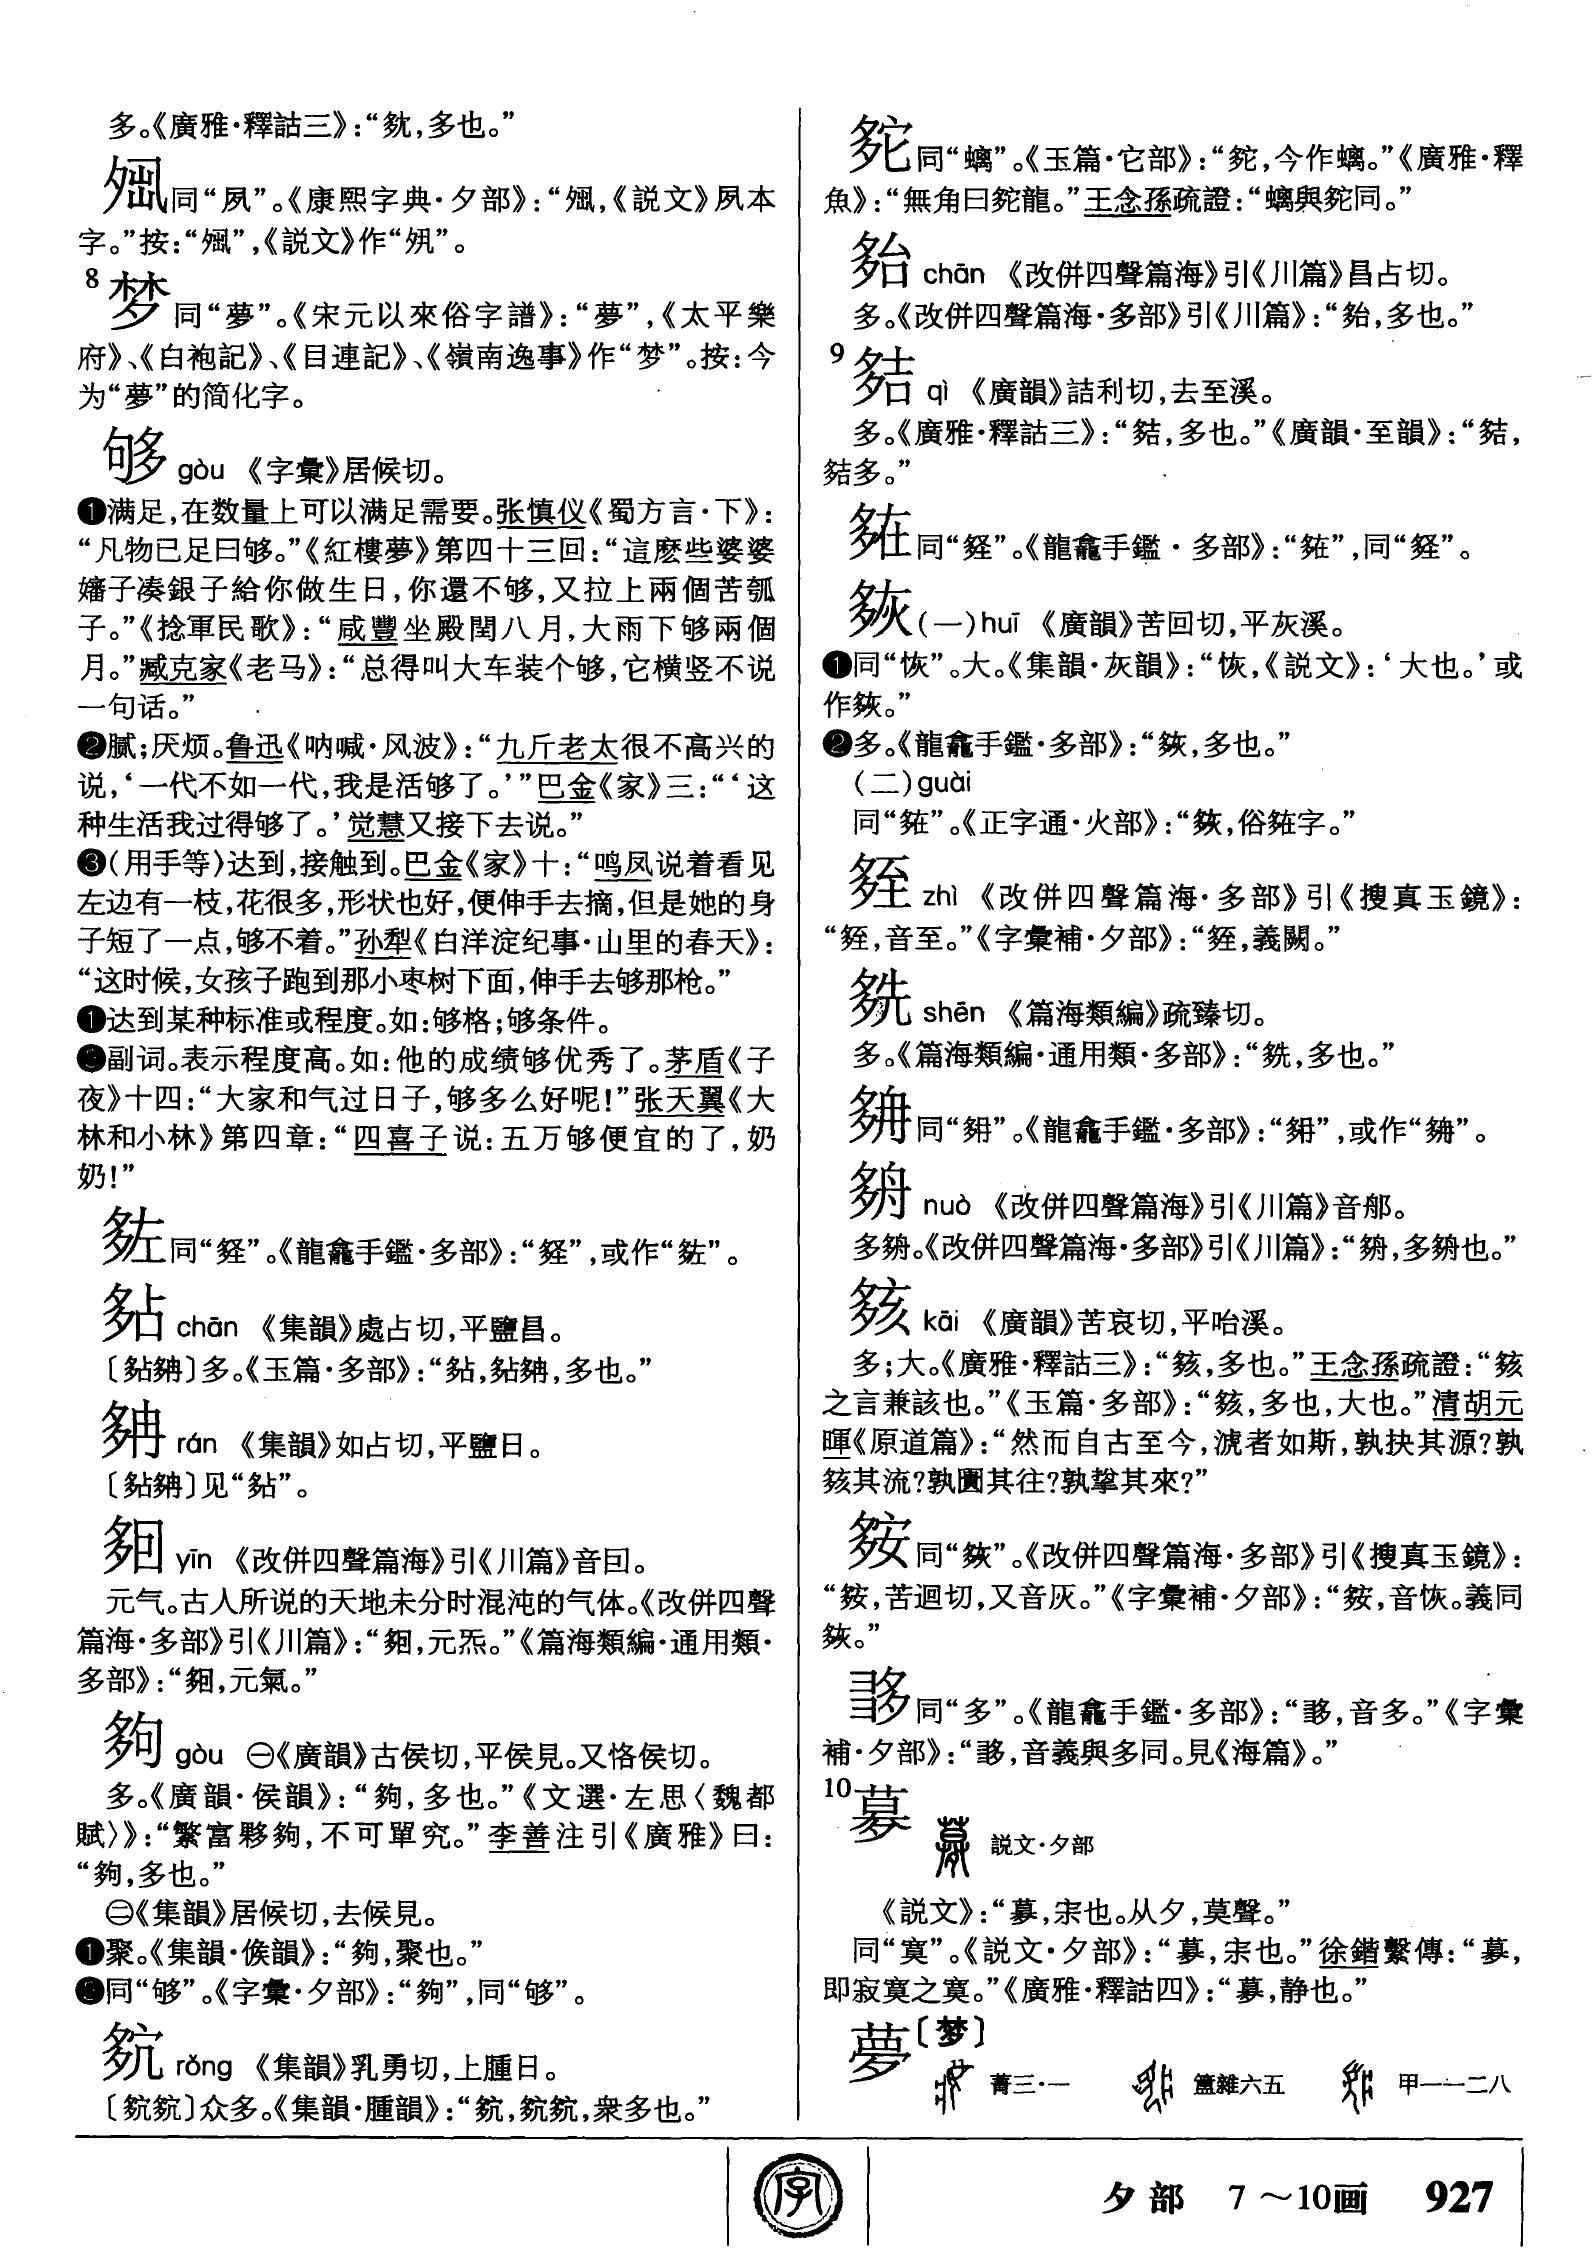 多。《廣雅·釋詁三》:“,多也。”
同“夙”。《康熙字典·夕部》:“,《説文》夙本
字。”按:“”,《説文》作“”。
8 梦同“夢”。《宋元以來俗字譜》:“夢”,《太平樂
府》、《白袍記》、《目連記》、《嶺南逸事》作“梦”。按:今
为“夢”的简化字。
够 gòu 《字彙》居候切。
❶满足,在数量上可以满足需要。张慎仪《蜀方言·下》:
“凡物已足曰够。”《紅樓夢》第四十三回:“這麽些婆婆
嬸子凑銀子給你做生日,你還不够,又拉上兩個苦瓠
子。”《捻軍民歌》:“咸豐坐殿閏八月,大雨下够兩個
月。”臧克家《老马》:“总得叫大车装个够,它横竖不说
一句话。”
❷腻;厌烦。鲁迅《呐喊·风波》:“九斤老太很不高兴的
说,‘一代不如一代,我是活够了。’”巴金《家》三:“‘这
种生活我过得够了。’觉慧又接下去说。”
❸(用手等)达到,接触到。巴金《家》十:“鸣凤说着看见
左边有一枝,花很多,形状也好,便伸手去摘,但是她的身
子短了一点,够不着。”孙犁《白洋淀纪事·山里的春天》:
“这时候,女孩子跑到那小枣树下面,伸手去够那枪。”
❶达到某种标准或程度。如:够格;够条件。
副词。表示程度高。如:他的成绩够优秀了。茅盾《子
夜》十四:“大家和气过日子,够多么好呢!”张天翼《大
林和小林》第四章:“四喜子说:五万够便宜的了,奶
奶!”
同“”。《龍龕手鑑·多部》:“”,或作“”。
chān 《集韻》處占切,平鹽昌。
〔〕多。《玉篇·多部》:“,,多也。”
rán 《集韻》如占切,平鹽日。
〔〕见“”。
yīn 《改併四聲篇海》引《川篇》音囙。
元气。古人所说的天地未分时混沌的气体。《改併四聲
篇海·多部》引《川篇》:“,元炁。”《篇海類編·通用類·
多部》:“,元氣。”
夠 gòu ㊀《廣韻》古侯切,平侯見。又恪侯切。
多。《廣韻·侯韻》:“夠,多也。”《文選·左思〈魏都
賦〉》:“繁富夥夠,不可單究。”李善注引《廣雅》曰:
“夠,多也。”
㊁《集韻》居候切,去候見。
❶聚。《集韻·候韻》:“夠,聚也。”
同“够”。《字彙·夕部》:“夠”,同“够”。
rǒng 《集韻》乳勇切,上腫日。
〔〕众多。《集韻·腫韻》:“,,衆多也。”
同“螭”。《玉篇·它部》:“,今作螭。”《廣雅·釋
魚》:“無角曰龍。”王念孫疏證:“螭與同。”
chān 《改併四聲篇海》引《川篇》昌占切。
多。《改併四聲篇海·多部》引《川篇》:“,多也。”
9 qì 《廣韻》詰利切,去至溪。
多。《廣雅·釋詁三》:“,多也。”《廣韻·至韻》:“,
多。”
同“”。《龍龕手鑑·多部》:“”,同“”。
(一)huī 《廣韻》苦回切,平灰溪。
❶同“恢”。大。《集韻·灰韻》:“恢,《説文》:‘大也。’或
作。”
❷多。《龍龕手鑑·多部》:“,多也。”
(二)guài
同“”。《正字通·火部》:“,俗字。”
zhì 《改併四聲篇海·多部》引《搜真玉鏡》:
“,音至。”《字彙補·夕部》:“,義闕。”
shēn 《篇海類編》疏臻切。
多。《篇海類編·通用類·多部》:“,多也。”
同“”。《龍龕手鑑·多部》:“”,或作“”。
nuò 《改併四聲篇海》引《川篇》音。
多。《改併四聲篇海·多部》引《川篇》:“,多也。”
kāi 《廣韻》苦哀切,平咍溪。
多;大。《廣雅·釋詁三》:“,多也。”王念孫疏證:“
之言兼該也。”《玉篇·多部》:“,多也,大也。”清胡元
暉《原道篇》:“然而自古至今,滮者如斯,孰抉其源?孰
其流?孰圜其往?孰挈其來?”
同“”。《改併四聲篇海·多部》引《搜真玉鏡》:
“,苦迴切,又音灰。”《字彙補·夕部》:“,音恢。義同
。”
同“多”。《龍龕手鑑·多部》:“,音多。”《字彙
補·夕部》:“,音義與多同。見《海篇》。”
10 説文·夕部
《説文》:“,宗也。从夕,莫聲。”
同“寞”。《説文·夕部》:“,宗也。”徐鍇繫傳:“,
即寂寞之寞。”《廣雅·釋詁四》:“,静也。”
夢〔梦〕
菁三·一 簠雜六五 甲一一二八
字
夕部 7～10画 927